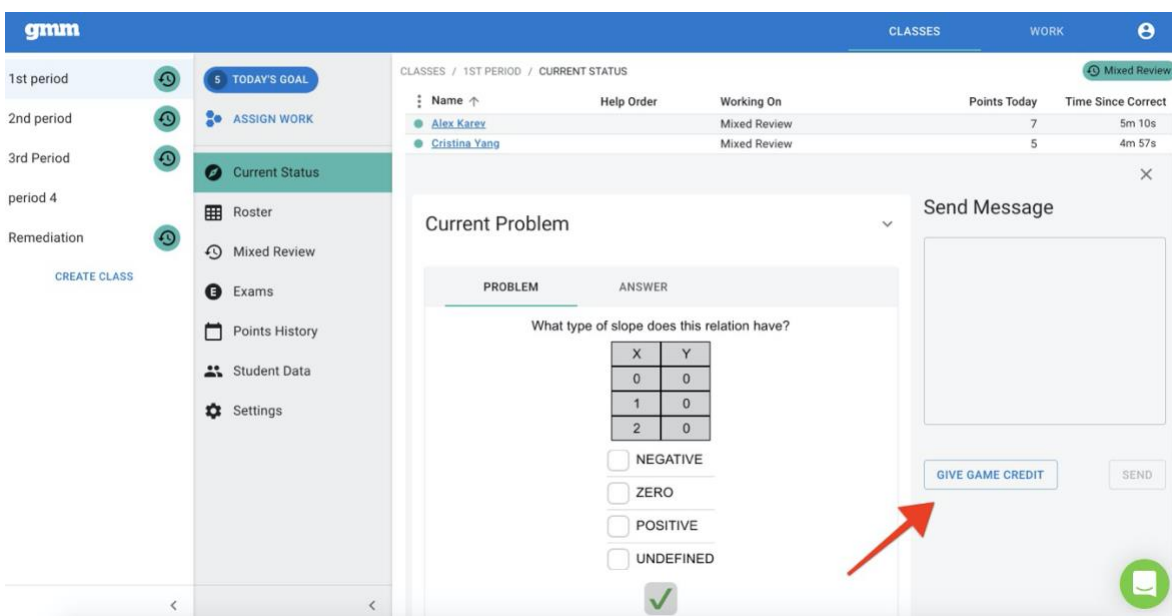 gmm
CLASSES
WORK
1st period
2nd period
3rd Period
period 4
Remediation
CREATE CLASS
5 TODAY'S GOAL
ASSIGN WORK
Current Status
Roster
Mixed Review
E Exams
Points History
Student Data
Settings
CLASSES / 1ST PERIOD / CURRENT STATUS
Mixed Review
Name Help Order Working On Points Today Time Since Correct
Alex Karev Mixed Review 7 5m 10s
Cristina Yang Mixed Review 5 4m 57s
Current Problem
PROBLEM ANSWER
What type of slope does this relation have?
X Y
0 0
1 0
2 0
NEGATIVE
ZERO
POSITIVE
UNDEFINED
Send Message
GIVE GAME CREDIT
SEND